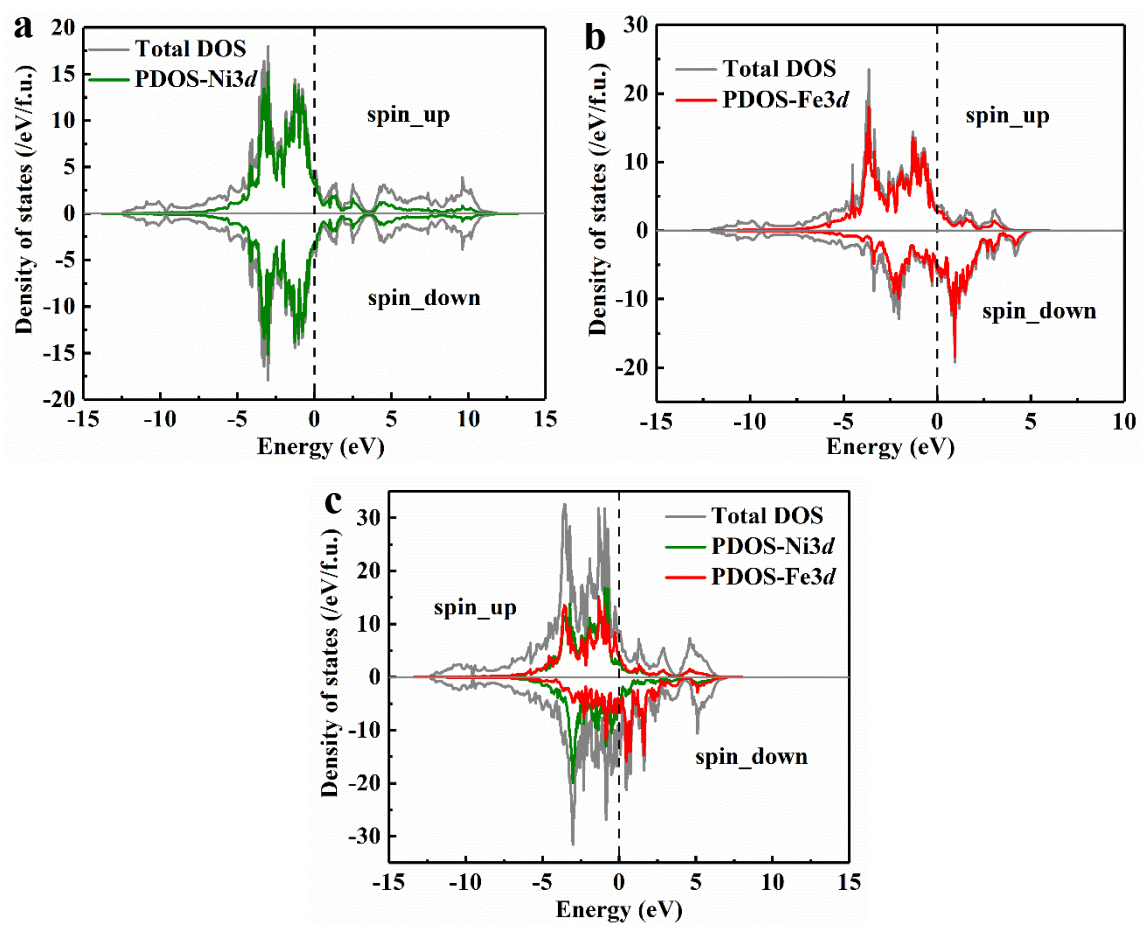 a
Total DOS
PDOS-Ni3d
spin_up
spin_down
20
15
10
5
0
-5
-10
-15
-20
-15
-10
-5
0
5
10
15
Density of states (/eV/f.u.)
Energy (eV)
b
Total DOS
PDOS-Fe3d
spin_up
spin_down
30
20
10
0
-10
-20
-15
-10
-5
0
5
10
Density of states (/eV/f.u.)
Energy (eV)
c
Total DOS
PDOS-Ni3d
PDOS-Fe3d
spin_up
spin_down
30
20
10
0
-10
-20
-30
-15
-10
-5
0
5
10
15
Density of states (/eV/f.u.)
Energy (eV)